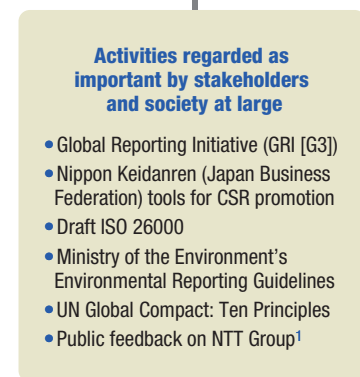 Activities regarded as
important by stakeholders
and society at large
• Global Reporting Initiative (GRI [G3])
• Nippon Keidanren (Japan Business
Federation) tools for CSR promotion
• Draft ISO 26000
• Ministry of the Environment's
Environmental Reporting Guidelines
• UN Global Compact: Ten Principles
• Public feedback on NTT Group1